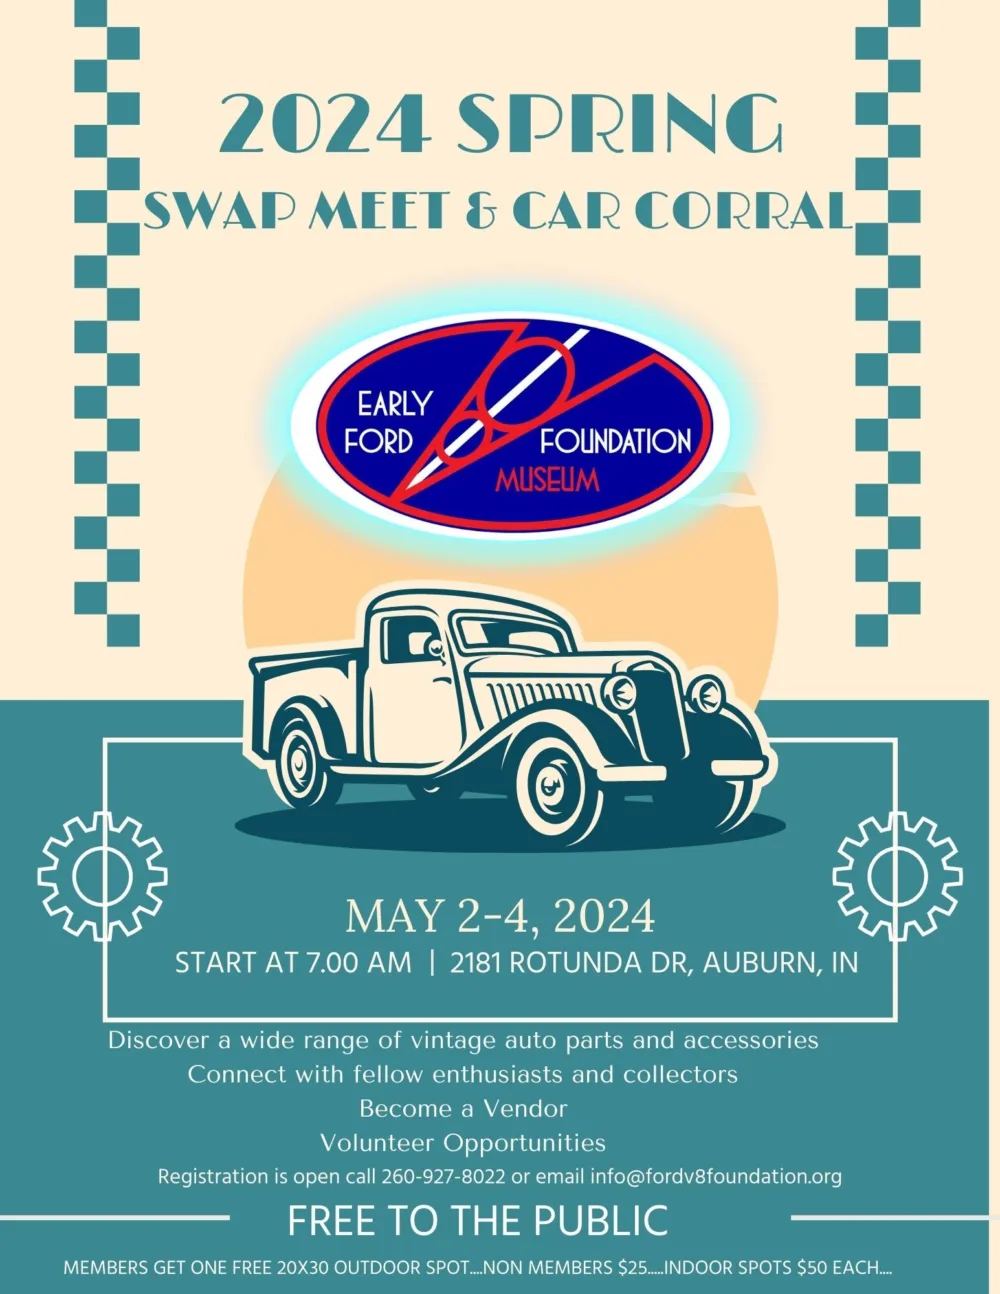 2024 SPRING
SWAP MEET & CAR CORRAL
EARLY
FORD
FOUNDATION
MUSEUM
MAY 2-4, 2024
START AT 7.00 AM | 2181 ROTUNDA DR, AUBURN, IN
Discover a wide range of vintage auto parts and accessories
Connect with fellow enthusiasts and collectors
Become a Vendor
Volunteer Opportunities
Registration is open call 260-927-8022 or email info@fordv8foundation.org
FREE TO THE PUBLIC
MEMBERS GET ONE FREE 20X30 OUTDOOR SPOT....NON MEMBERS $25.....INDOOR SPOTS $50 EACH....